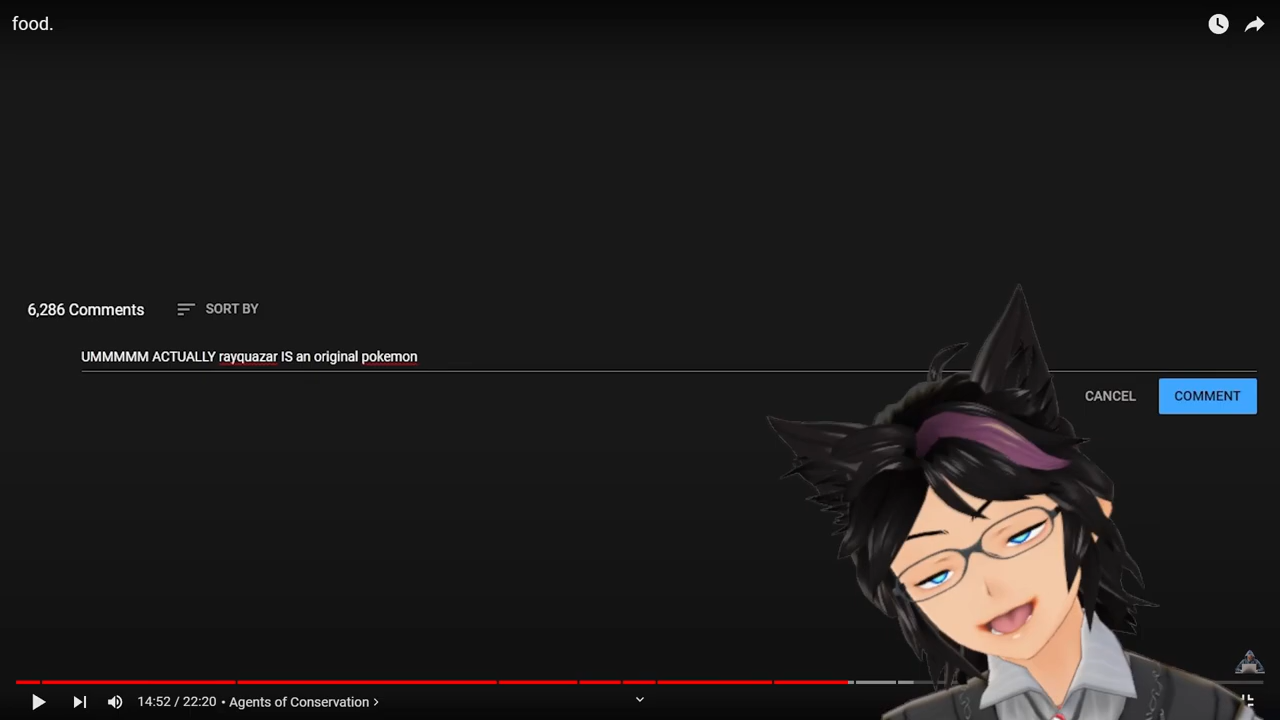 food.
6,286 Comments SORT BY
UMMMMM ACTUALLY rayquazar IS an original pokemon
CANCEL COMMENT
14:52 / 22:20 • Agents of Conservation